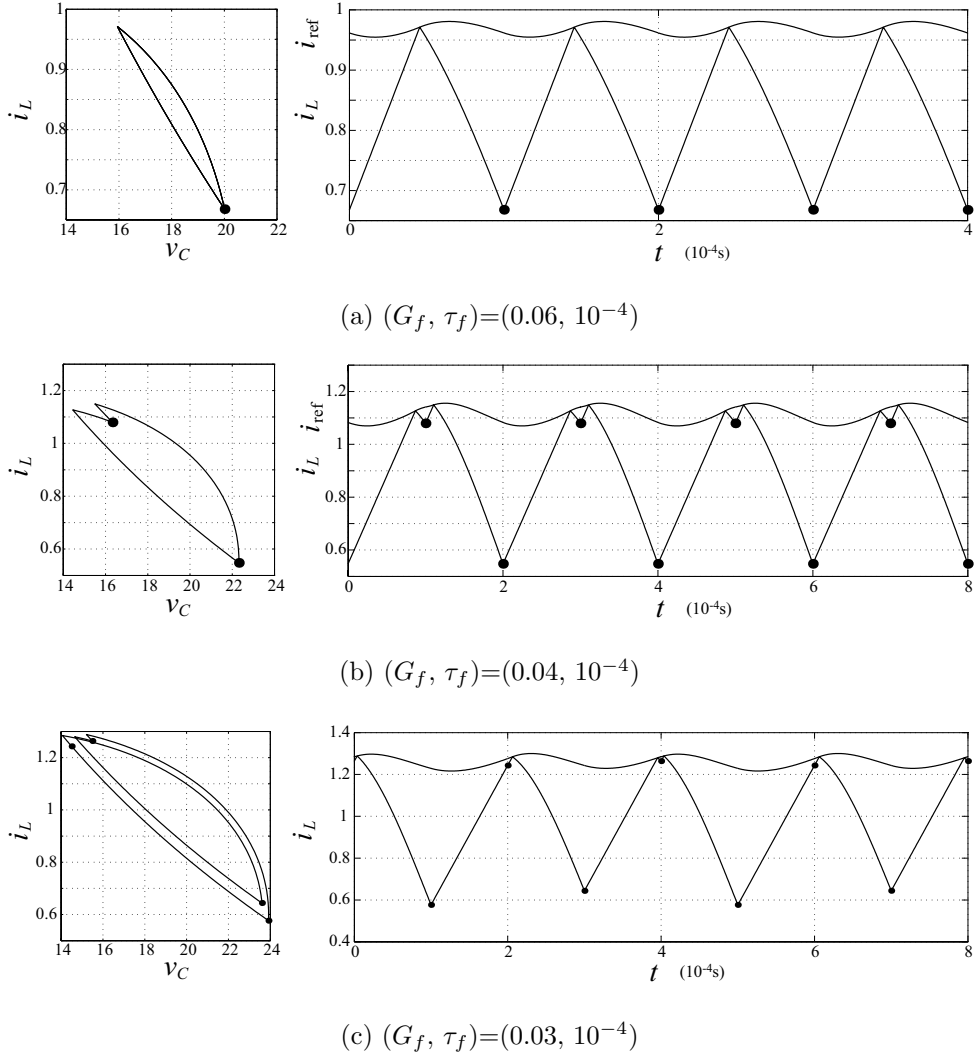 1
0.9
0.8
0.7
i_L
14 16 18 20 22
v_C
1
0.9
0.8
0.7
i_L i_ref
0 2 4
t (10⁻⁴s)
(a) (G_f, τ_f)=(0.06, 10⁻⁴)
1.2
1
0.8
0.6
i_L
14 16 18 20 22 24
v_C
1.2
1
0.8
0.6
i_L i_ref
0 2 4 6 8
t (10⁻⁴s)
(b) (G_f, τ_f)=(0.04, 10⁻⁴)
1.2
1
0.8
0.6
i_L
14 16 18 20 22 24
v_C
1.4
1.2
1
0.8
0.6
0.4
i_L
0 2 4 6 8
t (10⁻⁴s)
(c) (G_f, τ_f)=(0.03, 10⁻⁴)